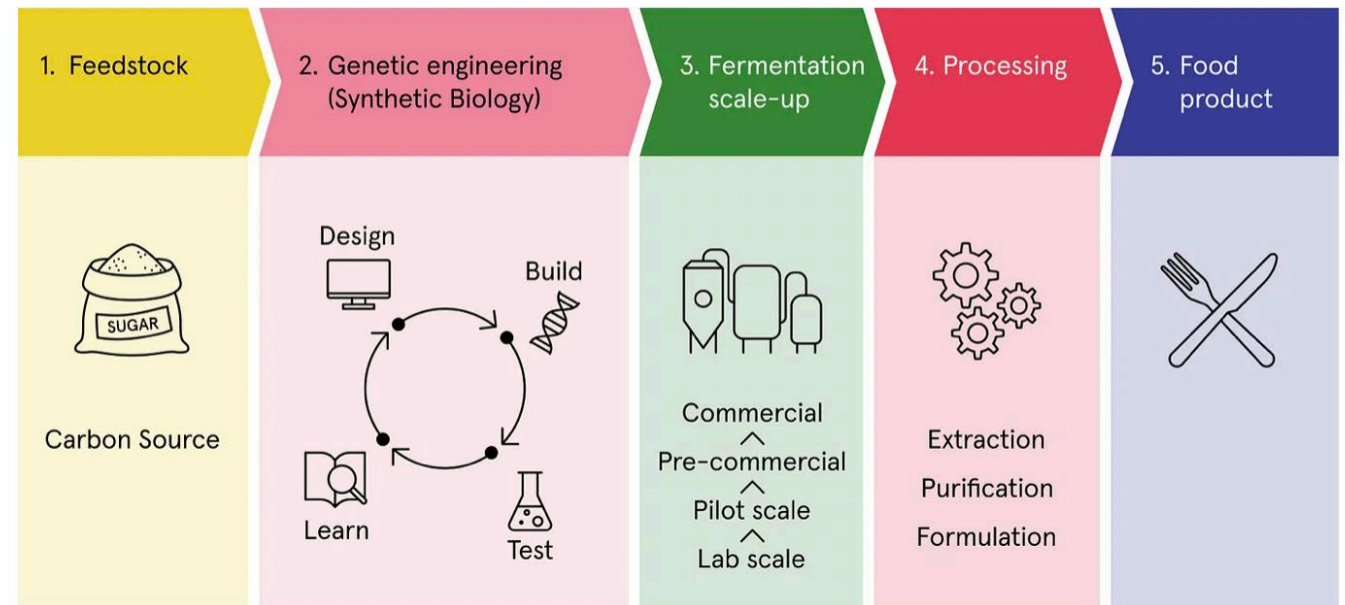 1. Feedstock
2. Genetic engineering
(Synthetic Biology)
3. Fermentation
scale-up
4. Processing
5. Food
product
SUGAR
Carbon Source
Design
Build
Test
Learn
Commercial
Pre-commercial
Pilot scale
Lab scale
Extraction
Purification
Formulation